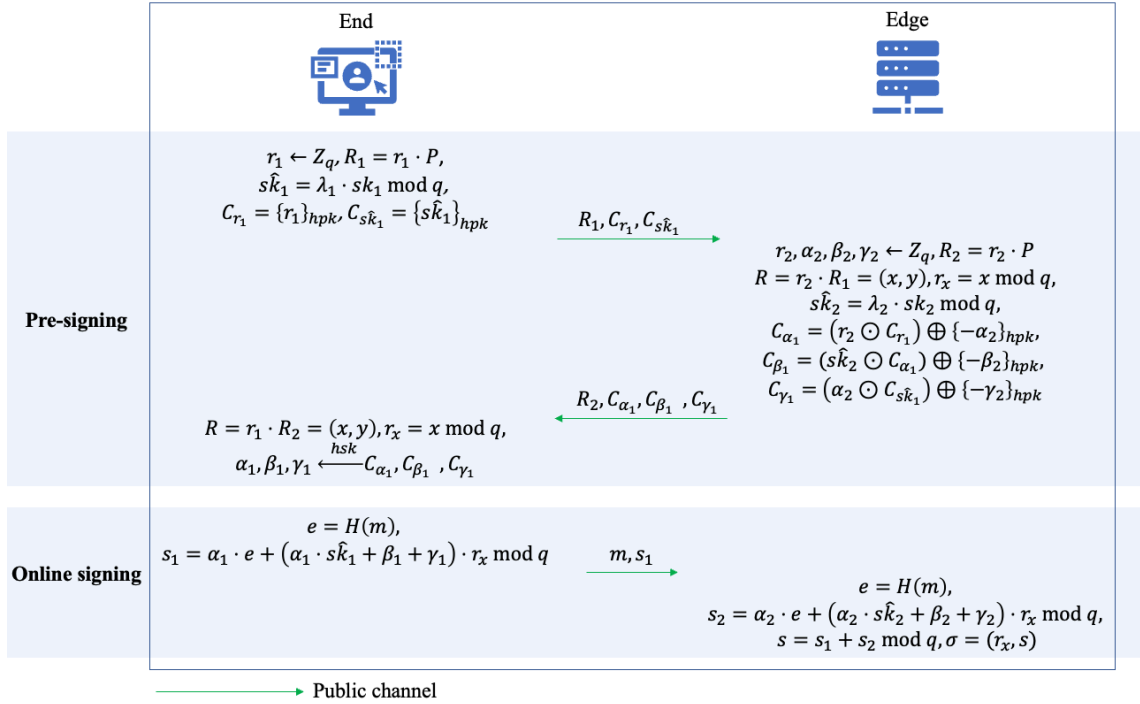 End
Edge
Pre-signing
r₁ ← Z_q, R₁ = r₁ · P,
sk̂₁ = λ₁ · sk₁ mod q,
C_{r₁} = {r₁}_{hpk}, C_{sk̂₁} = {sk̂₁}_{hpk}
R₁, C_{r₁}, C_{sk̂₁}
r₂, α₂, β₂, γ₂ ← Z_q, R₂ = r₂ · P
R = r₂ · R₁ = (x, y), r_x = x mod q,
sk̂₂ = λ₂ · sk₂ mod q,
C_{α₁} = (r₂ ⊙ C_{r₁}) ⊕ {−α₂}_{hpk},
C_{β₁} = (sk̂₂ ⊙ C_{α₁}) ⊕ {−β₂}_{hpk},
C_{γ₁} = (α₂ ⊙ C_{sk̂₁}) ⊕ {−γ₂}_{hpk}
R₂, C_{α₁}, C_{β₁} , C_{γ₁}
R = r₁ · R₂ = (x, y), r_x = x mod q,
hsk
α₁, β₁, γ₁ ⟵ C_{α₁}, C_{β₁} , C_{γ₁}
Online signing
e = H(m),
s₁ = α₁ · e + (α₁ · sk̂₁ + β₁ + γ₁) · r_x mod q
m, s₁
e = H(m),
s₂ = α₂ · e + (α₂ · sk̂₂ + β₂ + γ₂) · r_x mod q,
s = s₁ + s₂ mod q, σ = (r_x, s)
Public channel